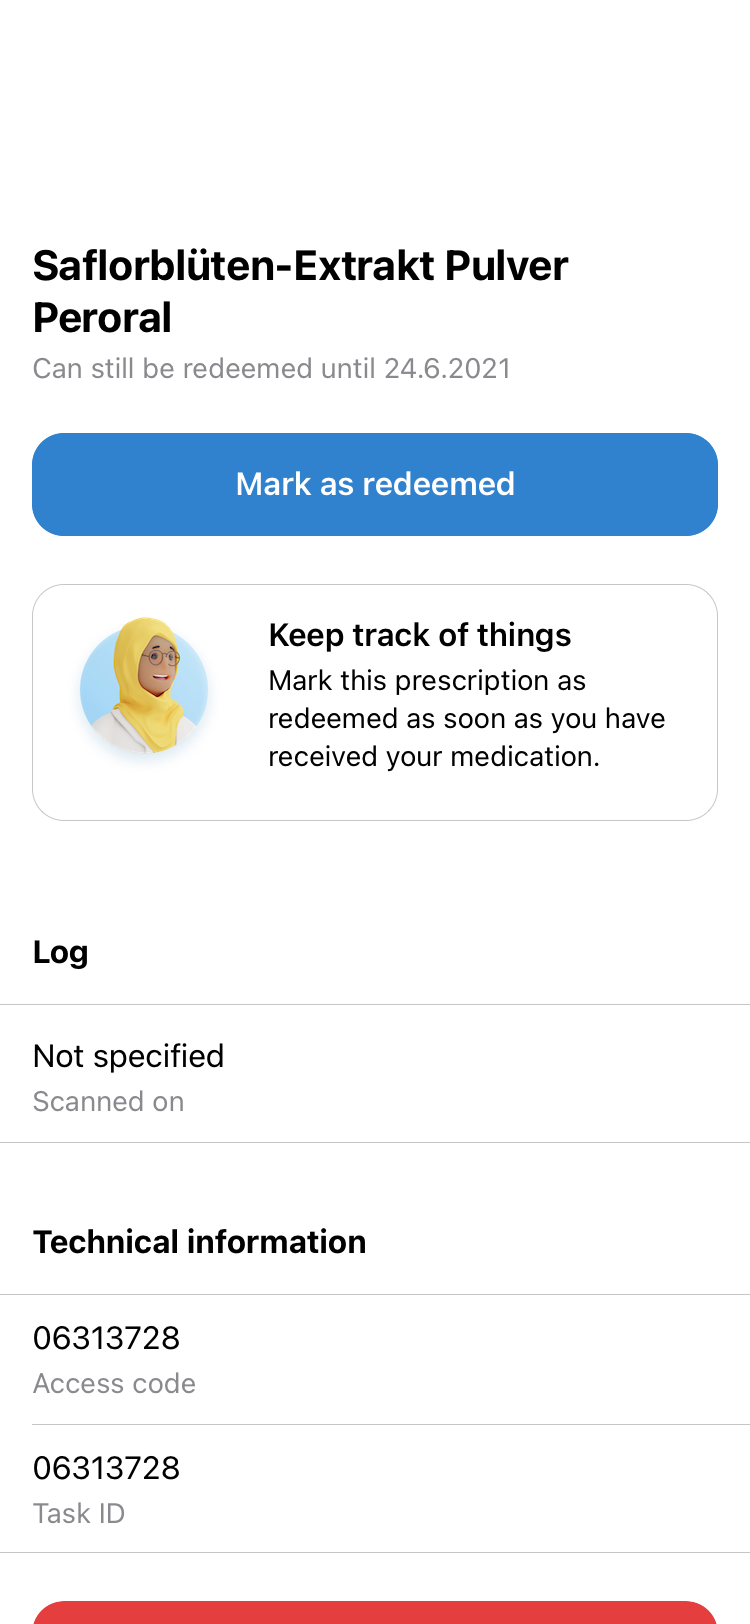 Saflorblüten-Extrakt Pulver
Peroral
Can still be redeemed until 24.6.2021
Mark as redeemed
Keep track of things
Mark this prescription as
redeemed as soon as you have
received your medication.
Log
Not specified
Scanned on
Technical information
06313728
Access code
06313728
Task ID